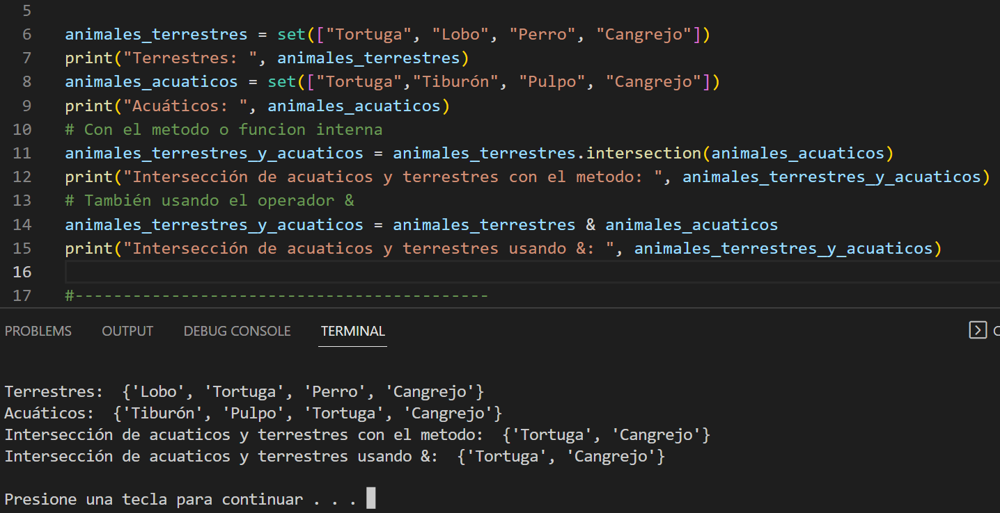 5
6 animales_terrestres = set(["Tortuga", "Lobo", "Perro", "Cangrejo"])
7 print("Terrestres: ", animales_terrestres)
8 animales_acuaticos = set(["Tortuga","Tiburón", "Pulpo", "Cangrejo"])
9 print("Acuáticos: ", animales_acuaticos)
10 # Con el metodo o funcion interna
11 animales_terrestres_y_acuaticos = animales_terrestres.intersection(animales_acuaticos)
12 print("Intersección de acuaticos y terrestres con el metodo: ", animales_terrestres_y_acuaticos)
13 # También usando el operador &
14 animales_terrestres_y_acuaticos = animales_terrestres & animales_acuaticos
15 print("Intersección de acuaticos y terrestres usando &: ", animales_terrestres_y_acuaticos)
16
17 #-------------------------------------------
PROBLEMS OUTPUT DEBUG CONSOLE TERMINAL
Terrestres:  {'Lobo', 'Tortuga', 'Perro', 'Cangrejo'}
Acuáticos:  {'Tiburón', 'Pulpo', 'Tortuga', 'Cangrejo'}
Intersección de acuaticos y terrestres con el metodo:  {'Tortuga', 'Cangrejo'}
Intersección de acuaticos y terrestres usando &:  {'Tortuga', 'Cangrejo'}
Presione una tecla para continuar . . .